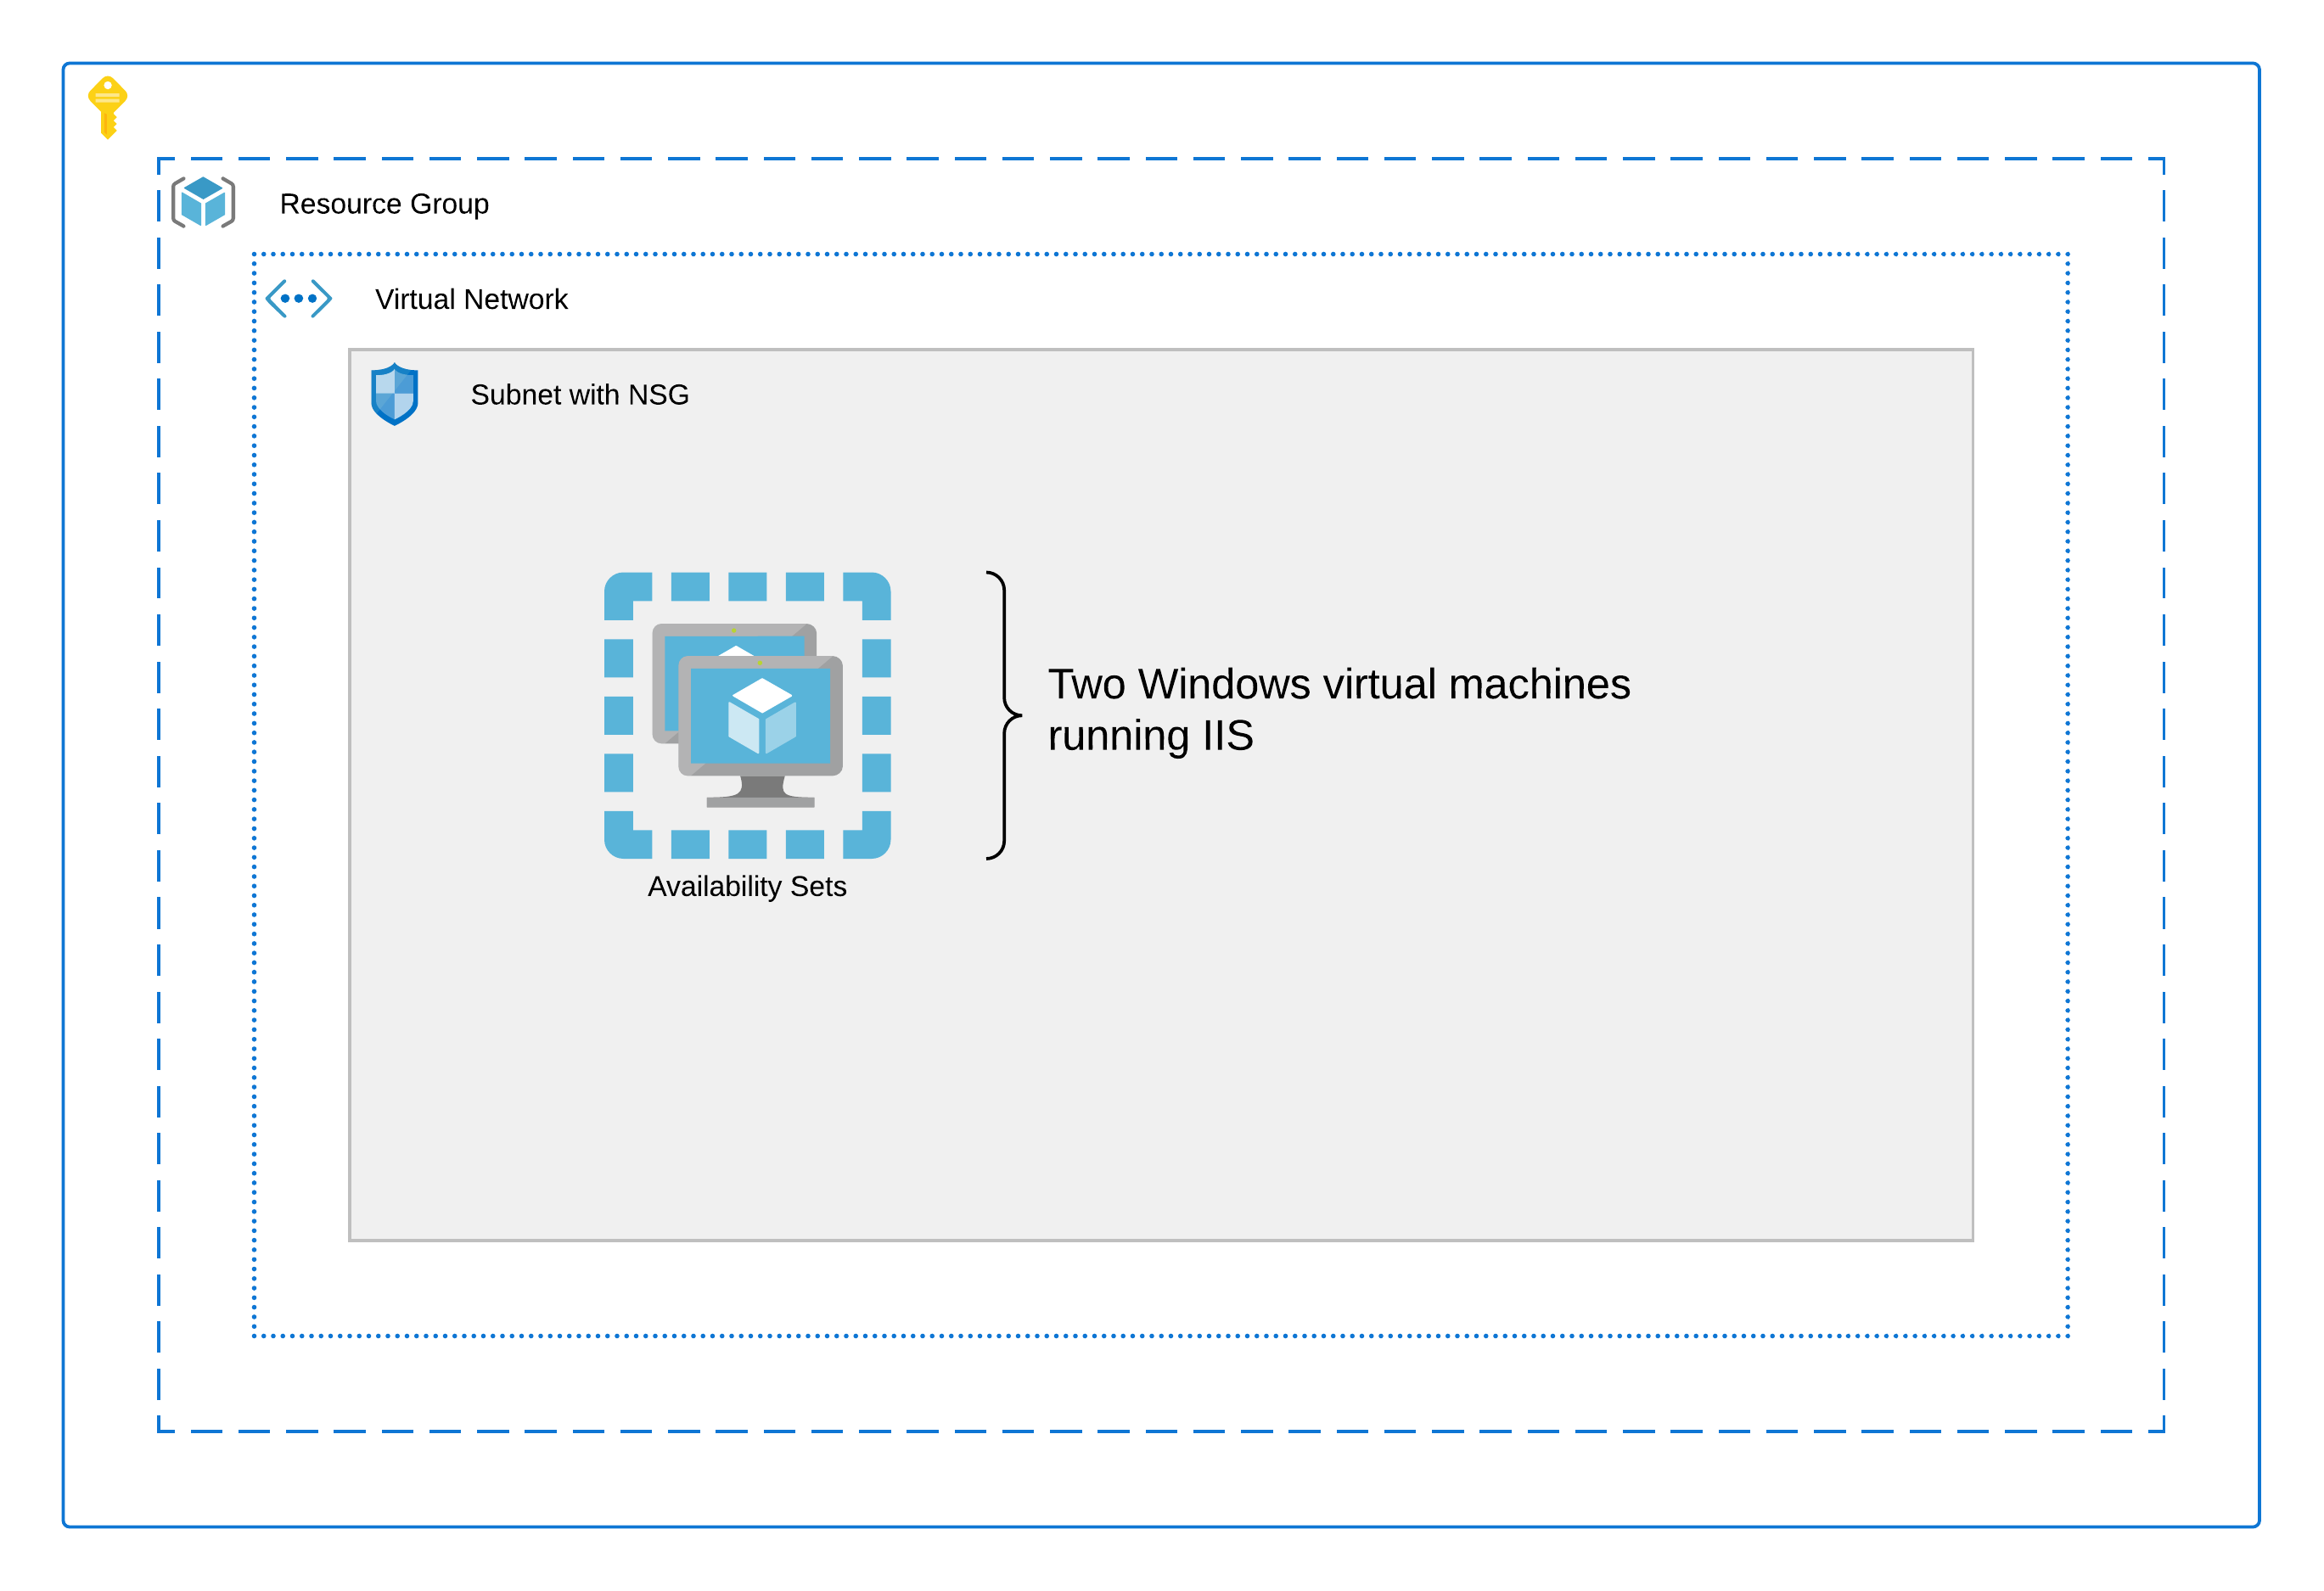 Resource Group
Virtual Network
Subnet with NSG
Two Windows virtual machines
running IIS
Availability Sets